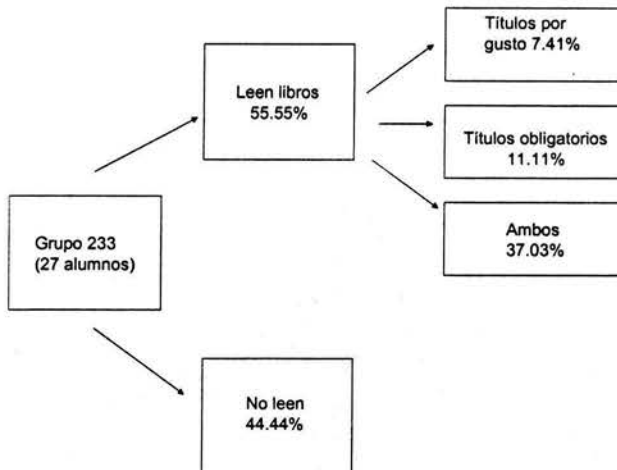 Títulos por
gusto 7.41%
Leen libros
55.55%
Títulos obligatorios
11.11%
Ambos
37.03%
Grupo 233
(27 alumnos)
No leen
44.44%